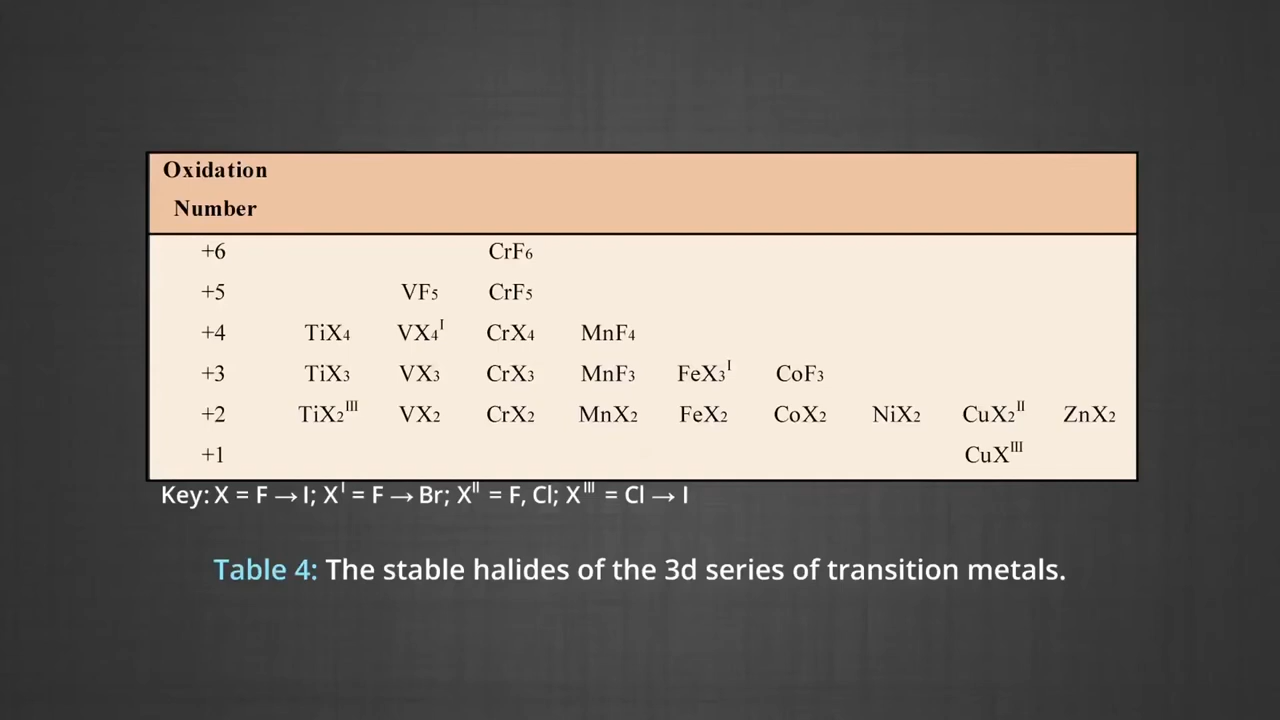 Oxidation
Number
+6 CrF₆
+5 VF₅ CrF₅
+4 TiX₄ VX₄ᴵ CrX₄ MnF₄
+3 TiX₃ VX₃ CrX₃ MnF₃ FeX₃ᴵ CoF₃
+2 TiX₂ᴵᴵᴵ VX₂ CrX₂ MnX₂ FeX₂ CoX₂ NiX₂ CuX₂ᴵᴵ ZnX₂
+1 CuXᴵᴵᴵ
Key: X = F → I; Xᴵ = F → Br; Xᴵᴵ = F, Cl; Xᴵᴵᴵ = Cl → I
Table 4: The stable halides of the 3d series of transition metals.